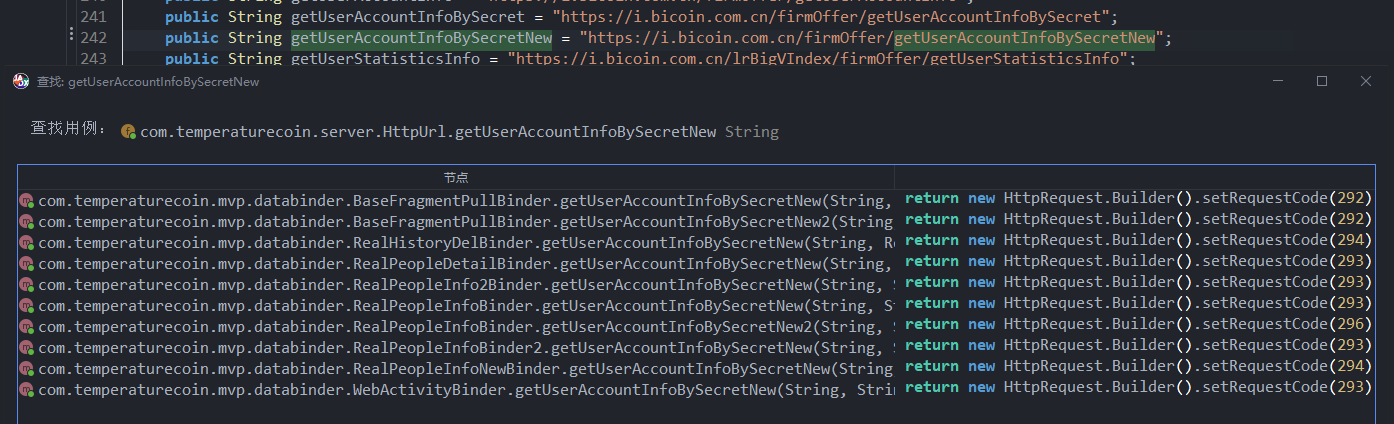 241 public String getUserAccountInfoBySecret = "https://i.bicoin.com.cn/firmOffer/getUserAccountInfoBySecret";
242 public String getUserAccountInfoBySecretNew = "https://i.bicoin.com.cn/firmOffer/getUserAccountInfoBySecretNew";
243 public String getUserStatisticsInfo = "https://i.bicoin.com.cn/lrBigVIndex/firmOffer/getUserStatisticsInfo";
查找: getUserAccountInfoBySecretNew
查找用例: com.temperaturecoin.server.HttpUrl.getUserAccountInfoBySecretNew String
节点
com.temperaturecoin.mvp.databinder.BaseFragmentPullBinder.getUserAccountInfoBySecretNew(String, return new HttpRequest.Builder().setRequestCode(292)
com.temperaturecoin.mvp.databinder.BaseFragmentPullBinder.getUserAccountInfoBySecretNew2(String return new HttpRequest.Builder().setRequestCode(292)
com.temperaturecoin.mvp.databinder.RealHistoryDelBinder.getUserAccountInfoBySecretNew(String, Re return new HttpRequest.Builder().setRequestCode(294)
com.temperaturecoin.mvp.databinder.RealPeopleDetailBinder.getUserAccountInfoBySecretNew(String, return new HttpRequest.Builder().setRequestCode(293)
com.temperaturecoin.mvp.databinder.RealPeopleInfo2Binder.getUserAccountInfoBySecretNew(String, S return new HttpRequest.Builder().setRequestCode(293)
com.temperaturecoin.mvp.databinder.RealPeopleInfoBinder.getUserAccountInfoBySecretNew(String, St return new HttpRequest.Builder().setRequestCode(293)
com.temperaturecoin.mvp.databinder.RealPeopleInfoBinder.getUserAccountInfoBySecretNew2(String, S return new HttpRequest.Builder().setRequestCode(296)
com.temperaturecoin.mvp.databinder.RealPeopleInfoBinder2.getUserAccountInfoBySecretNew(String, S return new HttpRequest.Builder().setRequestCode(293)
com.temperaturecoin.mvp.databinder.RealPeopleInfoNewBinder.getUserAccountInfoBySecretNew(String, return new HttpRequest.Builder().setRequestCode(294)
com.temperaturecoin.mvp.databinder.WebActivityBinder.getUserAccountInfoBySecretNew(String, Strin return new HttpRequest.Builder().setRequestCode(293)